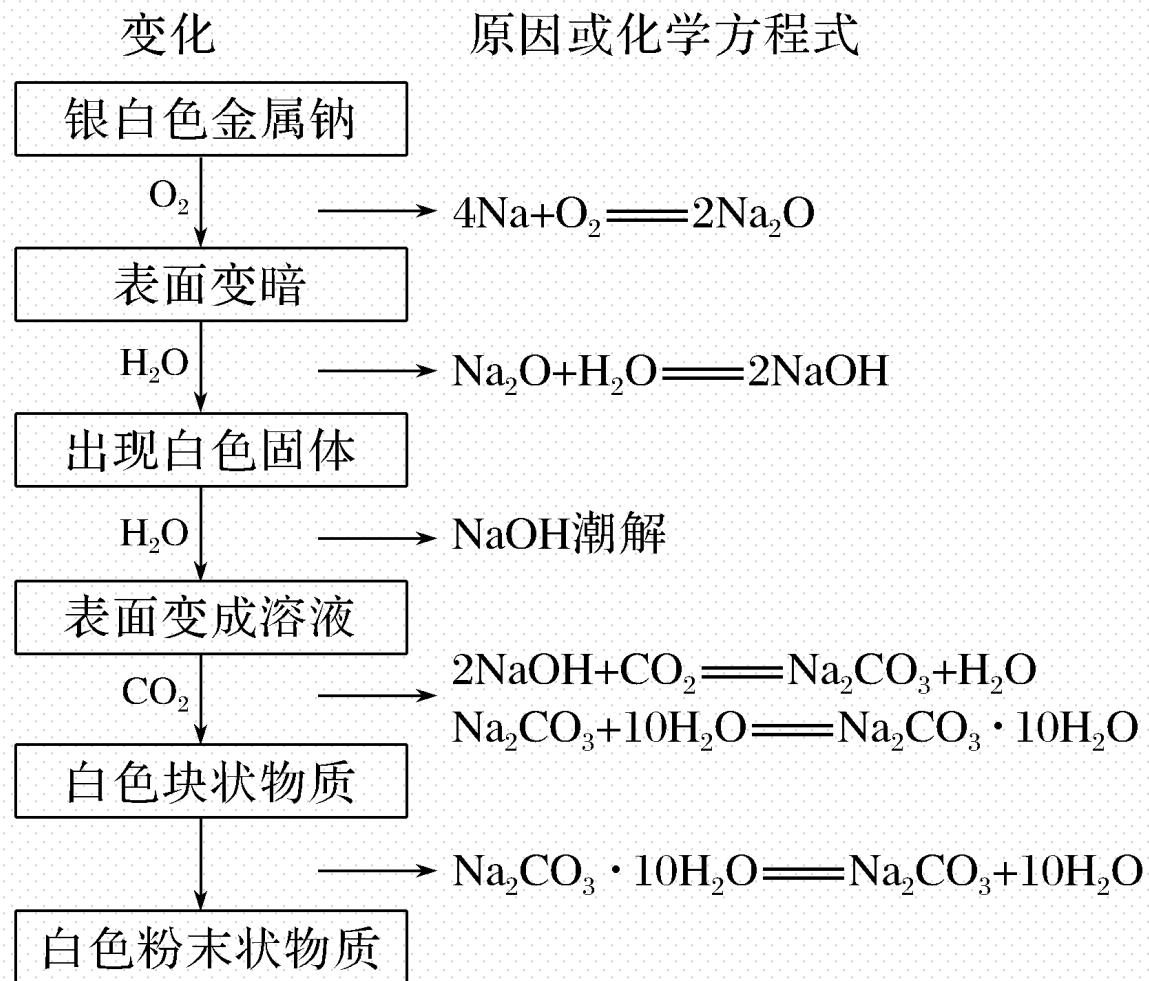 变化 原因或化学方程式
银白色金属钠
O₂ 4Na+O₂══2Na₂O
表面变暗
H₂O Na₂O+H₂O══2NaOH
出现白色固体
H₂O NaOH潮解
表面变成溶液
2NaOH+CO₂══Na₂CO₃+H₂O
CO₂
Na₂CO₃+10H₂O══Na₂CO₃·10H₂O
白色块状物质
Na₂CO₃·10H₂O══Na₂CO₃+10H₂O
白色粉末状物质